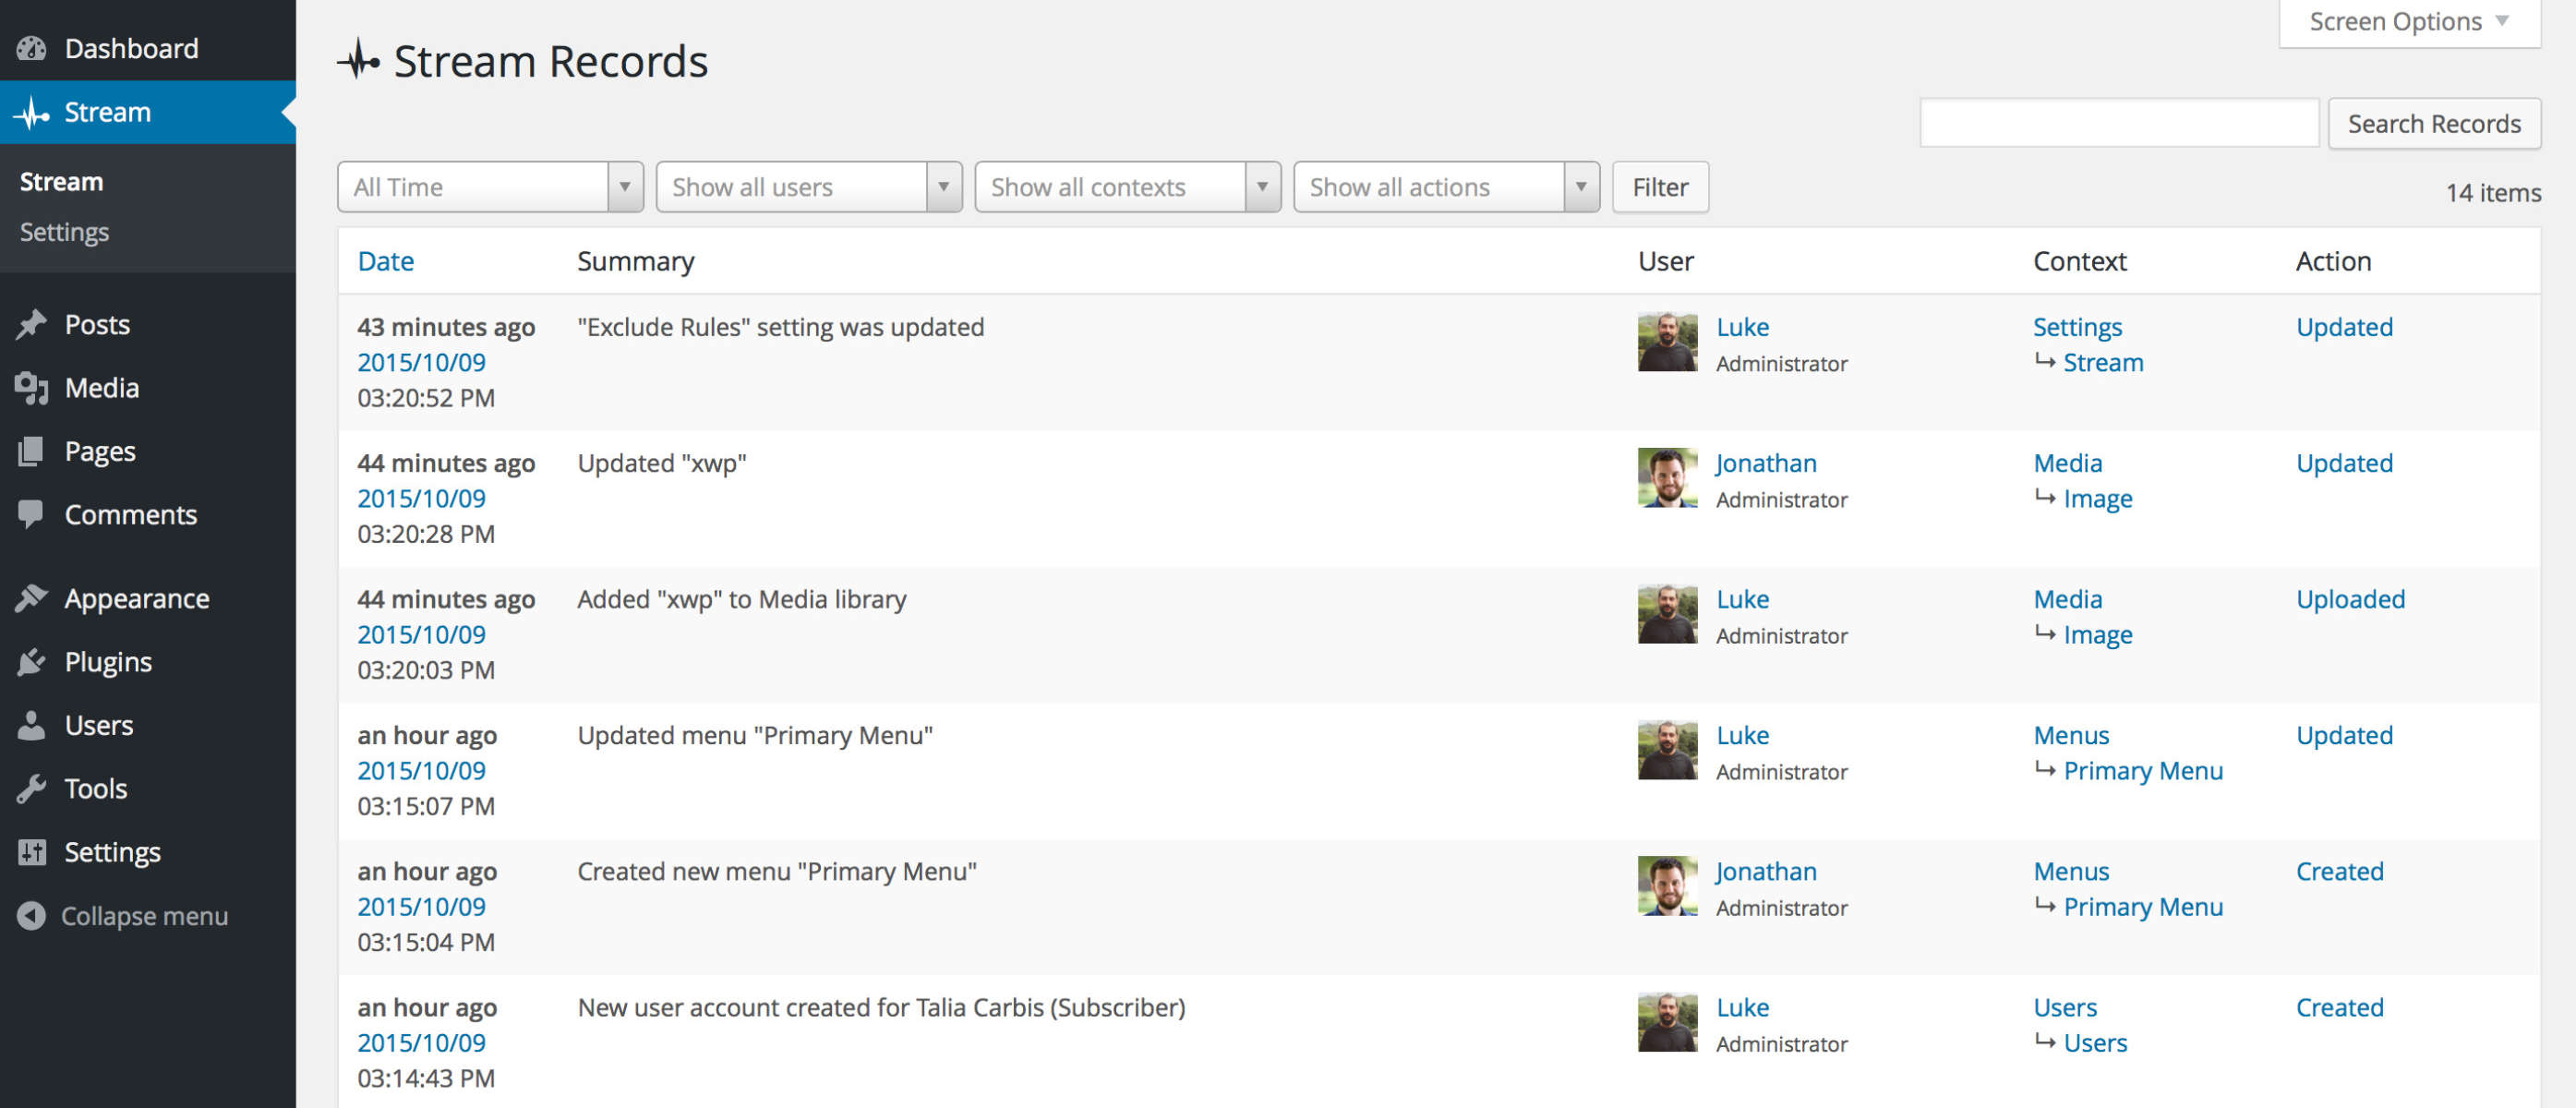 Dashboard
Stream
Stream
Settings
Posts
Media
Pages
Comments
Appearance
Plugins
Users
Tools
Settings
Collapse menu
Screen Options
Stream Records
Search Records
All Time
Show all users
Show all contexts
Show all actions
Filter
14 items
Date Summary User Context Action
43 minutes ago "Exclude Rules" setting was updated Luke Settings Updated
2015/10/09 Administrator ↳ Stream
03:20:52 PM
44 minutes ago Updated "xwp" Jonathan Media Updated
2015/10/09 Administrator ↳ Image
03:20:28 PM
44 minutes ago Added "xwp" to Media library Luke Media Uploaded
2015/10/09 Administrator ↳ Image
03:20:03 PM
an hour ago Updated menu "Primary Menu" Luke Menus Updated
2015/10/09 Administrator ↳ Primary Menu
03:15:07 PM
an hour ago Created new menu "Primary Menu" Jonathan Menus Created
2015/10/09 Administrator ↳ Primary Menu
03:15:04 PM
an hour ago New user account created for Talia Carbis (Subscriber) Luke Users Created
2015/10/09 Administrator ↳ Users
03:14:43 PM